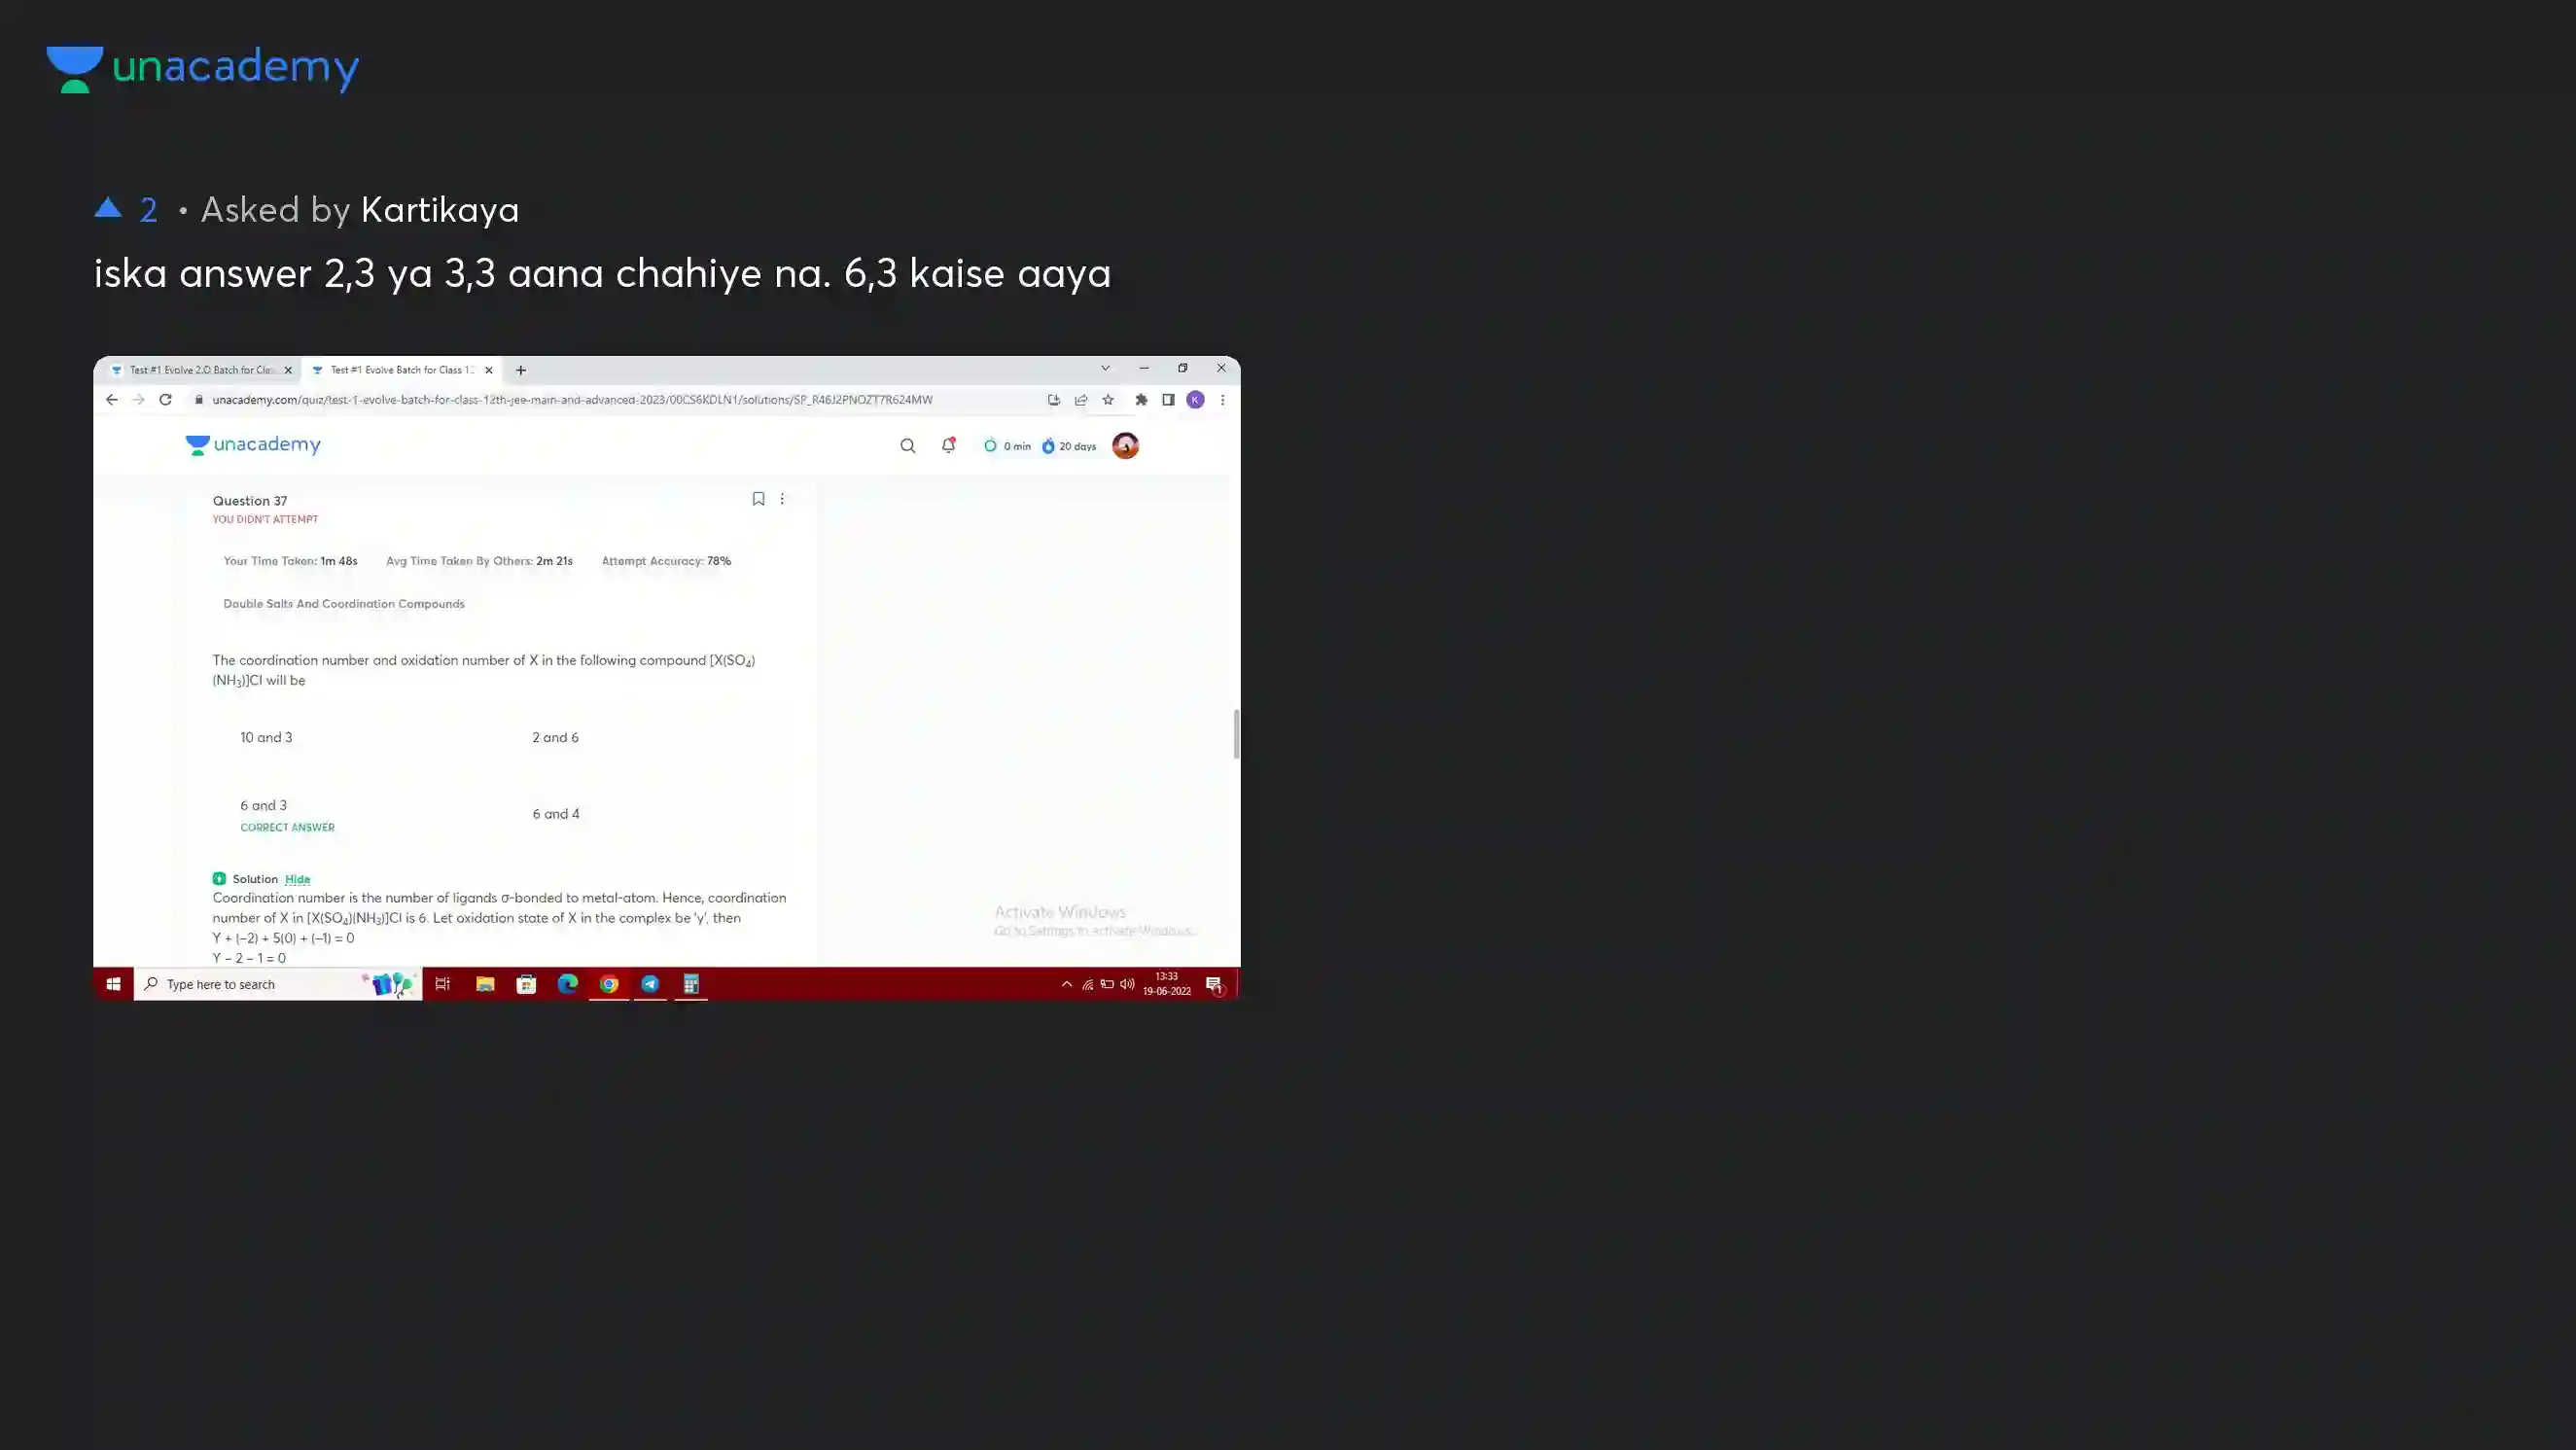 unacademy
2 • Asked by Kartikaya
iska answer 2,3 ya 3,3 aana chahiye na. 6,3 kaise aaya
Test #1 Evolve 2.0 Batch for Clas
Test #1 Evolve Batch for Class 12
unacademy.com/quiz/test-1-evolve-batch-for-class-12th-jee-main-and-advanced-2023/00CS6KDLN1/solutions/SP_R46J2PNOZT7R624MW
K
unacademy
0 min
20 days
Question 37
YOU DIDN'T ATTEMPT
Your Time Taken: 1m 48s Avg Time Taken By Others: 2m 21s Attempt Accuracy: 78%
Double Salts And Coordination Compounds
The coordination number and oxidation number of X in the following compound [X(SO₄)
(NH₃)]Cl will be
10 and 3
2 and 6
6 and 3
CORRECT ANSWER
6 and 4
Solution Hide
Coordination number is the number of ligands σ-bonded to metal-atom. Hence, coordination
number of X in [X(SO₄)(NH₃)]Cl is 6. Let oxidation state of X in the complex be 'y', then
Y + (−2) + 5(0) + (−1) = 0
Y − 2 − 1 = 0
Activate Windows
Go to Settings to activate Windows.
Type here to search
13:33
19-06-2022
1